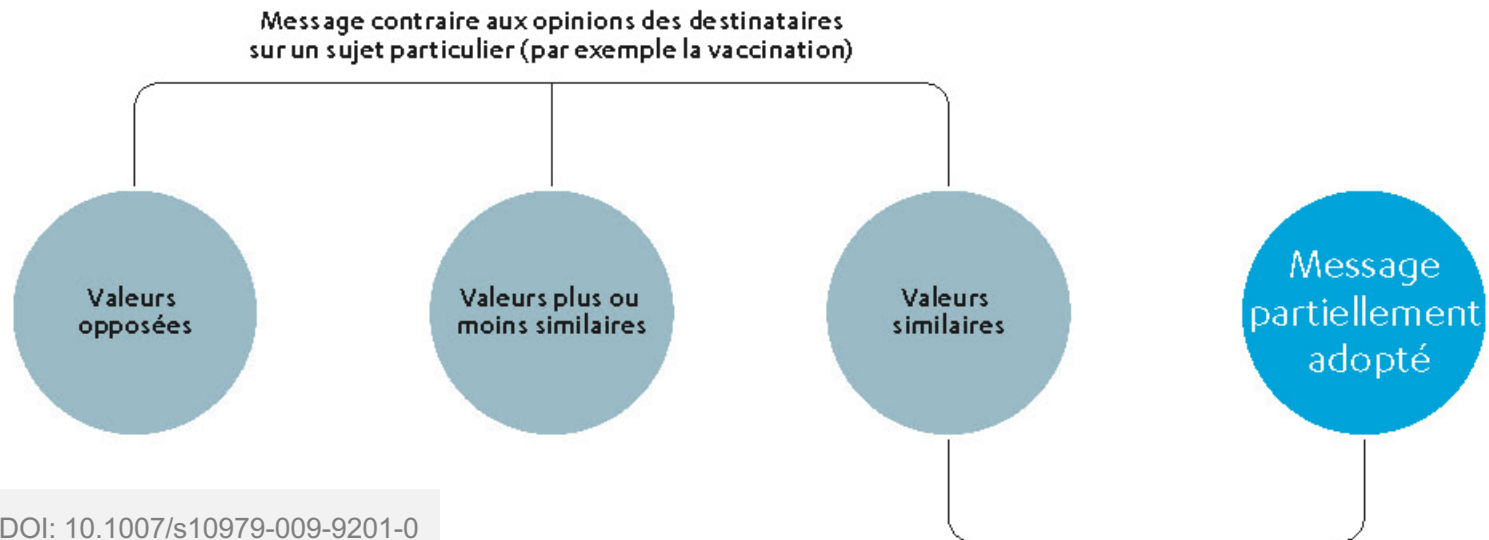 Message contraire aux opinions des destinataires
sur un sujet particulier (par exemple la vaccination)
Valeurs
opposées
Valeurs plus ou
moins similaires
Valeurs
similaires
Message
partiellement
adopté
DOI: 10.1007/s10979-009-9201-0